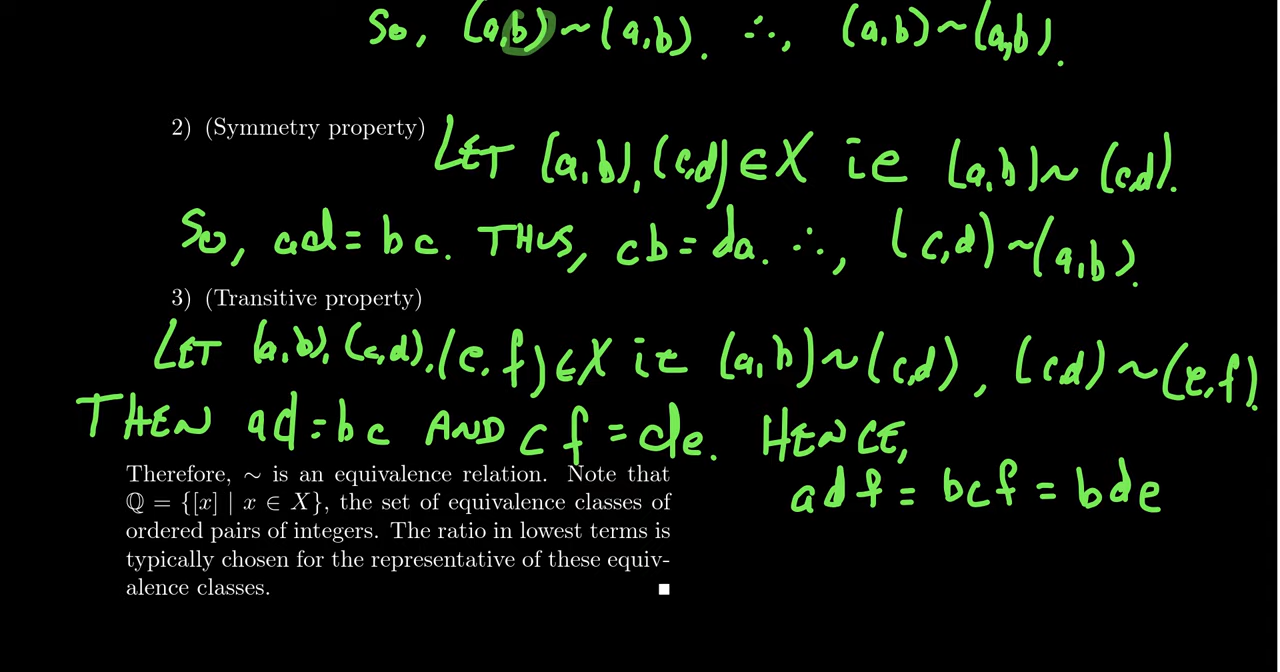 So, (a,b) ~ (a,b). ∴, (a,b) ~ (a,b).
2) (Symmetry property) LET (a,b), (c,d) ∈ X ie (a,b) ~ (c,d).
So, ad = bc. THUS, cb = da. ∴, (c,d) ~ (a,b).
3) (Transitive property)
LET (a,b), (c,d), (e,f) ∈ X ie (a,b) ~ (c,d), (c,d) ~ (e,f).
THEN ad = bc AND cf = de. HENCE,
adf = bcf = bde
Therefore, ∼ is an equivalence relation. Note that
ℚ = {[x] | x ∈ X}, the set of equivalence classes of
ordered pairs of integers. The ratio in lowest terms is
typically chosen for the representative of these equiv-
alence classes. ■